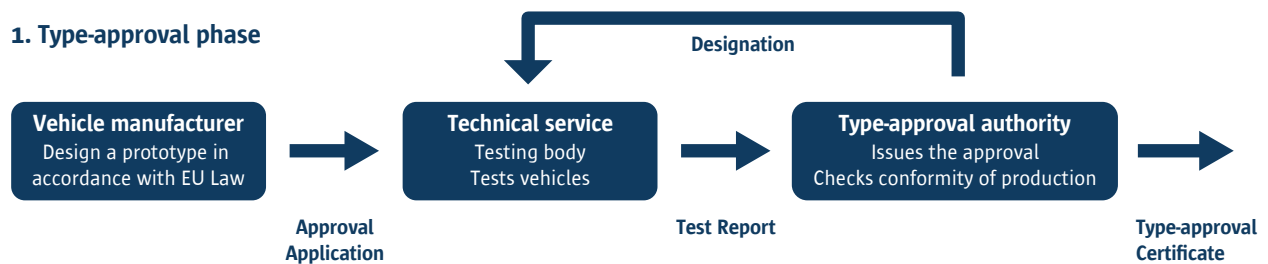 1. Type-approval phase
Designation
Vehicle manufacturer
Design a prototype in
accordance with EU Law
Technical service
Testing body
Tests vehicles
Type-approval authority
Issues the approval
Checks conformity of production
Approval
Application
Test Report
Type-approval
Certificate